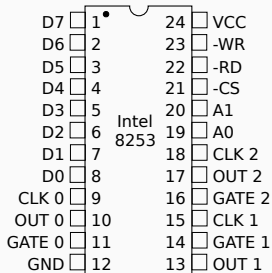 D7 1 24 VCC
D6 2 23 -WR
D5 3 22 -RD
D4 4 21 -CS
D3 5 20 A1
Intel
D2 6 19 A0
8253
D1 7 18 CLK 2
D0 8 17 OUT 2
CLK 0 9 16 GATE 2
OUT 0 10 15 CLK 1
GATE 0 11 14 GATE 1
GND 12 13 OUT 1